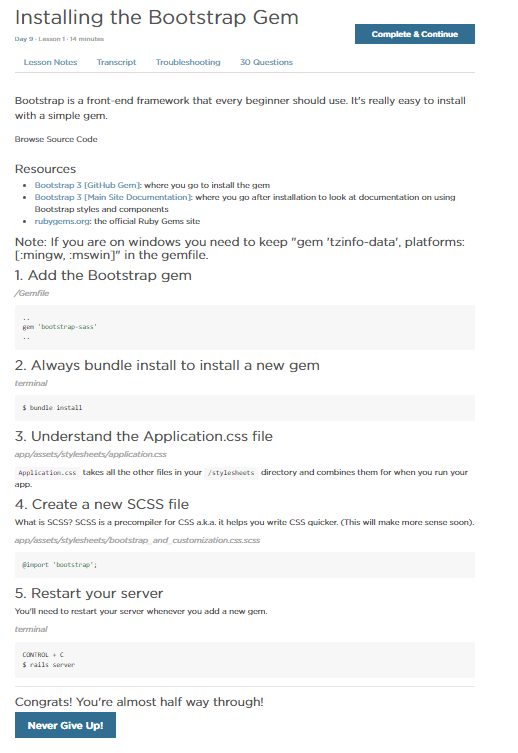 Installing the Bootstrap Gem
Day 9 - Lesson 1 · 14 minutes
Complete & Continue
Lesson Notes Transcript Troubleshooting 30 Questions
Bootstrap is a front-end framework that every beginner should use. It's really easy to install
with a simple gem.
Browse Source Code
Resources
• Bootstrap 3 [GitHub Gem]: where you go to install the gem
• Bootstrap 3 [Main Site Documentation]: where you go after installation to look at documentation on using
Bootstrap styles and components
• rubygems.org: the official Ruby Gems site
Note: If you are on windows you need to keep "gem 'tzinfo-data', platforms:
[:mingw, :mswin]" in the gemfile.
1. Add the Bootstrap gem
/Gemfile
..
gem 'bootstrap-sass'
..
2. Always bundle install to install a new gem
terminal
$ bundle install
3. Understand the Application.css file
app/assets/stylesheets/application.css
Application.css takes all the other files in your /stylesheets directory and combines them for when you run your
app.
4. Create a new SCSS file
What is SCSS? SCSS is a precompiler for CSS a.k.a. it helps you write CSS quicker. (This will make more sense soon).
app/assets/stylesheets/bootstrap_and_customization.css.scss
@import 'bootstrap';
5. Restart your server
You'll need to restart your server whenever you add a new gem.
terminal
CONTROL + C
$ rails server
Congrats! You're almost half way through!
Never Give Up!